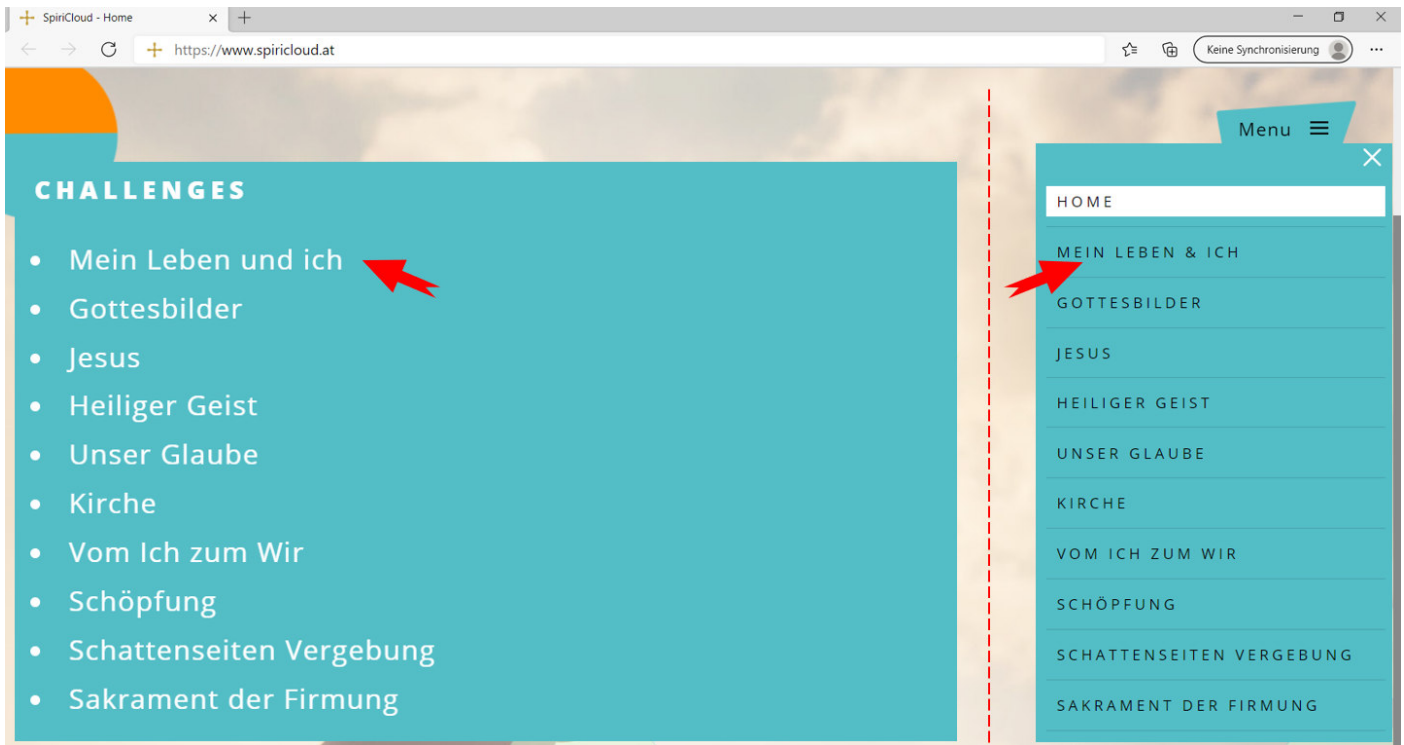 SpiriCloud - Home
https://www.spiricloud.at
Keine Synchronisierung
Menu
CHALLENGES
Mein Leben und ich
Gottesbilder
Jesus
Heiliger Geist
Unser Glaube
Kirche
Vom Ich zum Wir
Schöpfung
Schattenseiten Vergebung
Sakrament der Firmung
HOME
MEIN LEBEN & ICH
GOTTESBILDER
JESUS
HEILIGER GEIST
UNSER GLAUBE
KIRCHE
VOM ICH ZUM WIR
SCHÖPFUNG
SCHATTENSEITEN VERGEBUNG
SAKRAMENT DER FIRMUNG